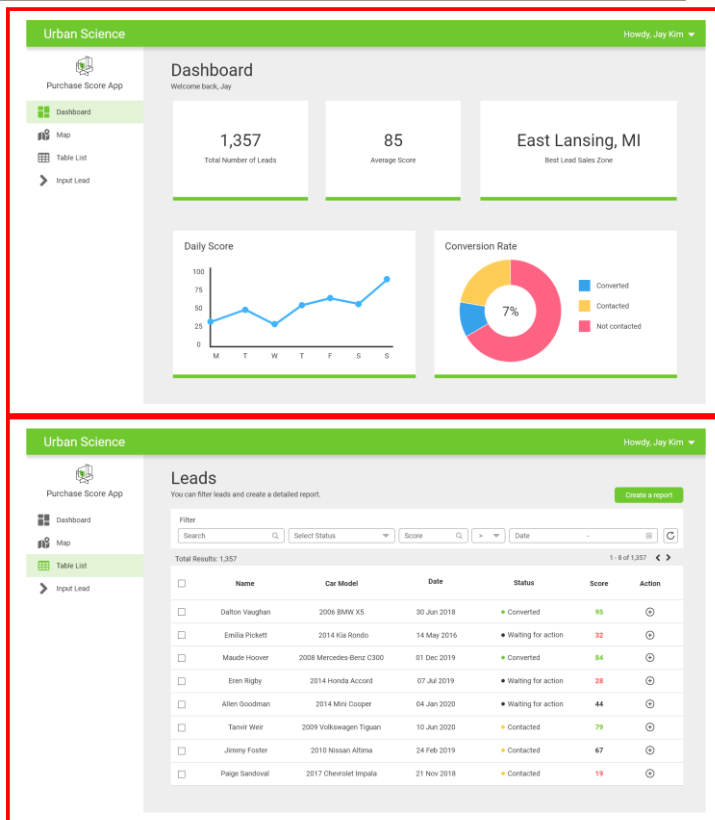 Urban Science
Howdy, Jay Kim
Purchase Score App
Dashboard
Map
Table List
Input Lead
Dashboard
Welcome back, Jay
1,357
Total Number of Leads
85
Average Score
East Lansing, MI
Best Lead Sales Zone
Daily Score
100
75
50
25
0
M T W T F S S
Conversion Rate
7%
Converted
Contacted
Not contacted
Urban Science
Howdy, Jay Kim
Purchase Score App
Dashboard
Map
Table List
Input Lead
Leads
You can filter leads and create a detailed report.
Create a report
Filter
Search Select Status Score > Date -
Total Results: 1,357 1 - 8 of 1,357
Name Car Model Date Status Score Action
Dalton Vaughan 2006 BMW X5 30 Jun 2018 Converted 95
Emilia Pickett 2014 Kia Rondo 14 May 2016 Waiting for action 32
Maude Hoover 2008 Mercedes-Benz C300 01 Dec 2019 Converted 84
Eren Rigby 2014 Honda Accord 07 Jul 2019 Waiting for action 28
Allen Goodman 2014 Mini Cooper 04 Jan 2020 Waiting for action 44
Tanvir Weir 2009 Volkswagen Tiguan 10 Jun 2020 Contacted 79
Jimmy Foster 2010 Nissan Altima 24 Feb 2019 Contacted 67
Paige Sandoval 2017 Chevrolet Impala 21 Nov 2018 Contacted 19